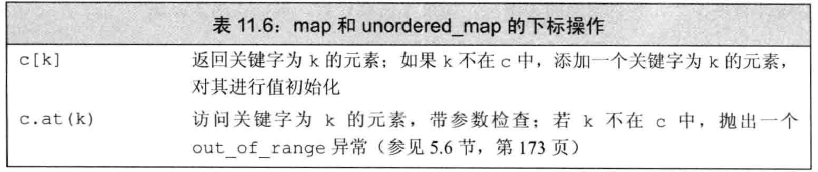 表 11.6：map 和 unordered_map 的下标操作
c[k] 返回关键字为 k 的元素；如果 k 不在 c 中，添加一个关键字为 k 的元素，
对其进行值初始化
c.at(k) 访问关键字为 k 的元素，带参数检查；若 k 不在 c 中，抛出一个
out_of_range 异常（参见 5.6 节，第 173 页）